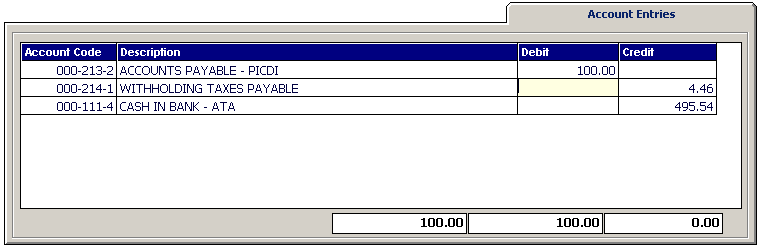 Account Entries
Account Code Description Debit Credit
000-213-2 ACCOUNTS PAYABLE - PICDI 100.00
000-214-1 WITHHOLDING TAXES PAYABLE 4.46
000-111-4 CASH IN BANK - ATA 495.54
100.00 100.00 0.00